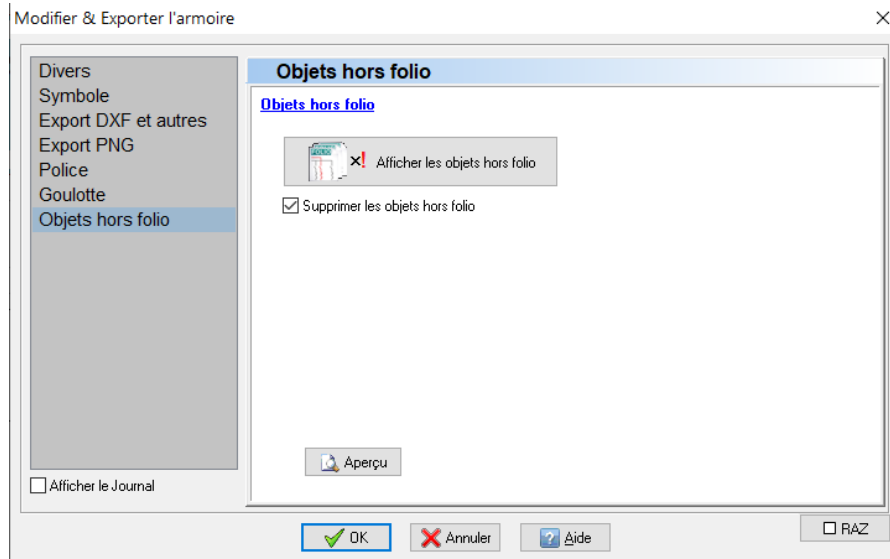 Modifier & Exporter l'armoire
Divers
Symbole
Export DXF et autres
Export PNG
Police
Goulotte
Objets hors folio
Afficher le Journal
Objets hors folio
Objets hors folio
FOLIO
Afficher les objets hors folio
Supprimer les objets hors folio
Aperçu
OK
Annuler
Aide
RAZ